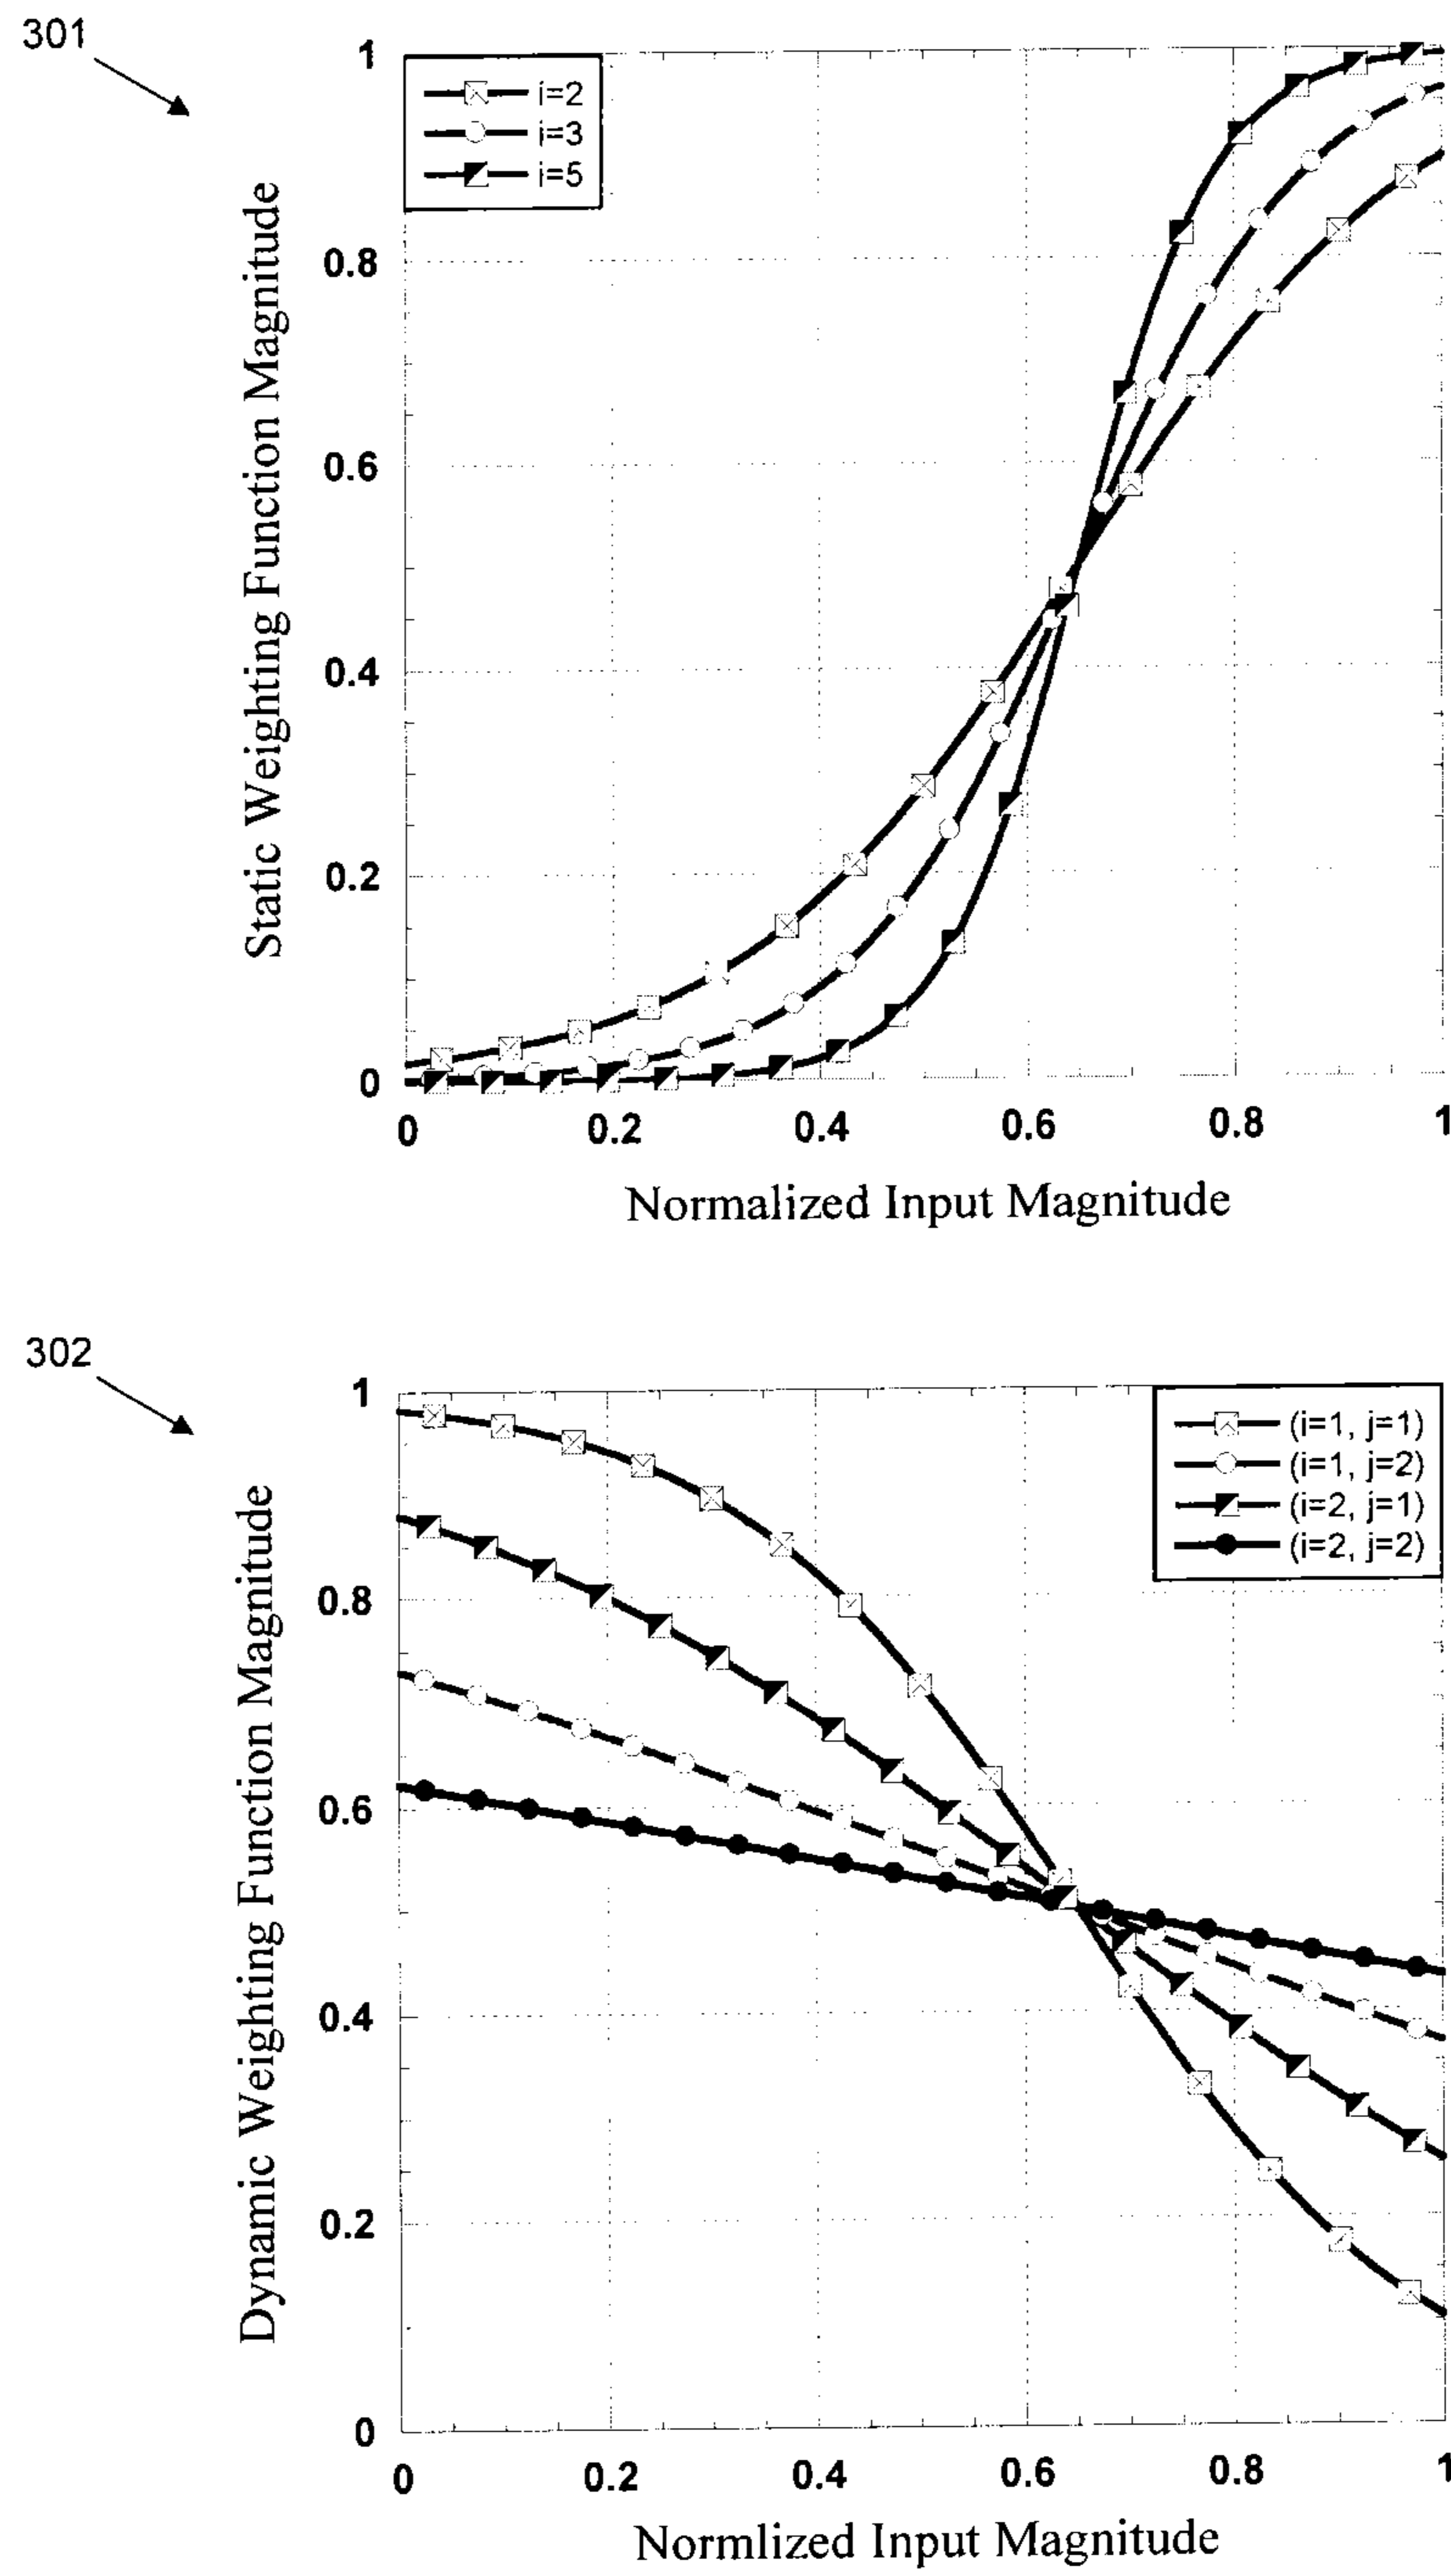 301
1
0.8
0.6
0.4
0.2
0
i=2
i=3
i=5
Static Weighting Function Magnitude
0 0.2 0.4 0.6 0.8 1
Normalized Input Magnitude
302
1
0.8
0.6
0.4
0.2
0
(i=1, j=1)
(i=1, j=2)
(i=2, j=1)
(i=2, j=2)
Dynamic Weighting Function Magnitude
0 0.2 0.4 0.6 0.8 1
Normlized Input Magnitude